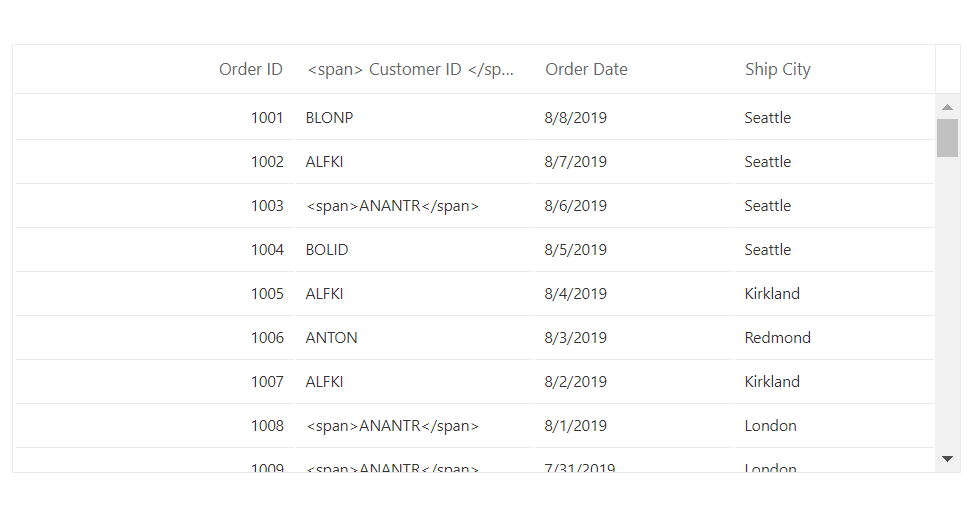 Order ID <span> Customer ID </sp... Order Date Ship City
1001 BLONP 8/8/2019 Seattle
1002 ALFKI 8/7/2019 Seattle
1003 <span>ANANTR</span> 8/6/2019 Seattle
1004 BOLID 8/5/2019 Seattle
1005 ALFKI 8/4/2019 Kirkland
1006 ANTON 8/3/2019 Redmond
1007 ALFKI 8/2/2019 Kirkland
1008 <span>ANANTR</span> 8/1/2019 London
1009 <span>ANANTR</span> 7/31/2019 London